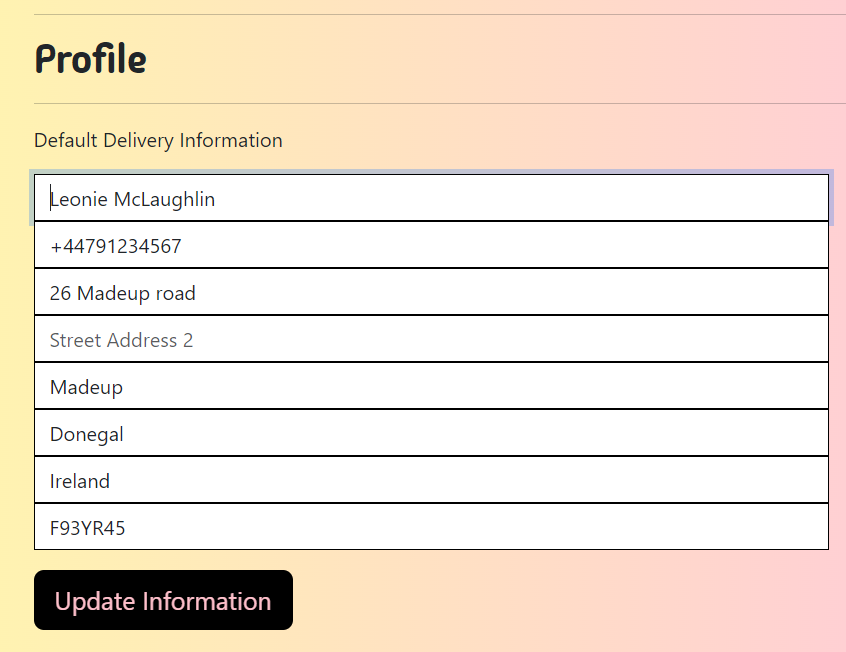 Profile
Default Delivery Information
Leonie McLaughlin
+44791234567
26 Madeup road
Street Address 2
Madeup
Donegal
Ireland
F93YR45
Update Information